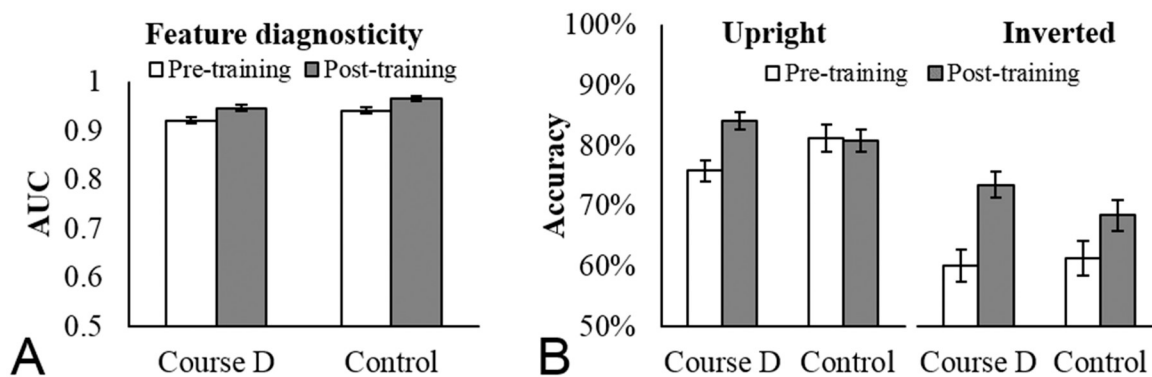 Feature diagnosticity
Pre-training Post-training
AUC
1
0.9
0.8
0.7
0.6
0.5
Course D Control
A
Upright Inverted
Pre-training Post-training
Accuracy
100%
90%
80%
70%
60%
50%
Course D Control Course D Control
B